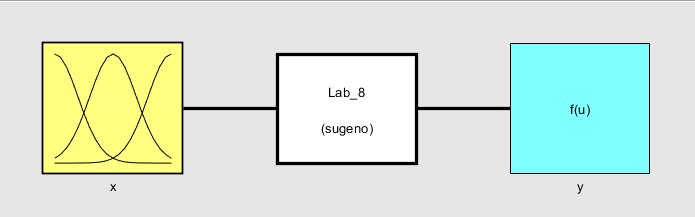 Lab_8
(sugeno)
f(u)
x
y